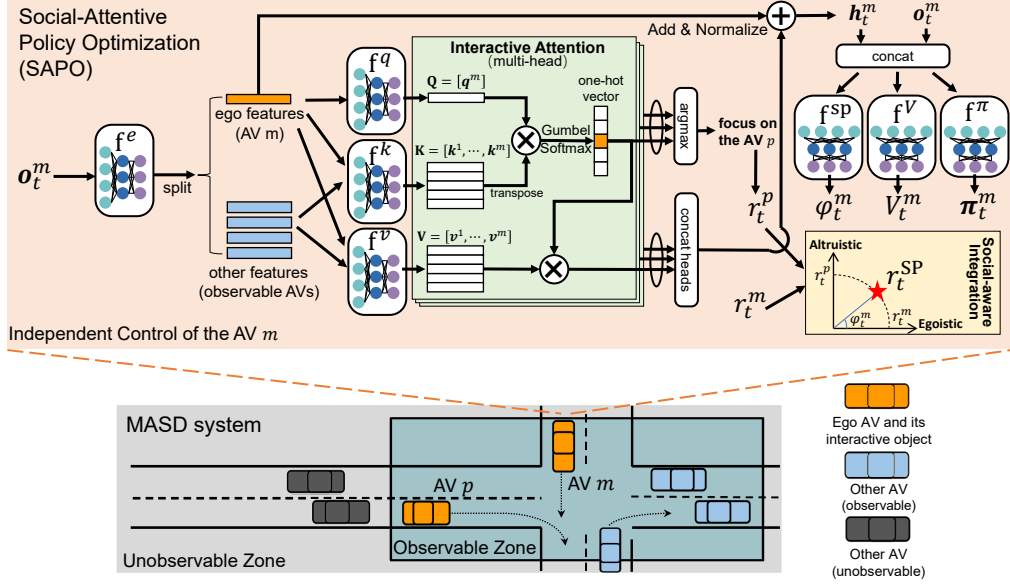 Social-Attentive
Policy Optimization
(SAPO)
o_t^m
f^e
split
ego features
(AV m)
other features
(observable AVs)
f^q
f^k
f^v
Interactive Attention
(multi-head)
Q = [q^m]
K = [k^1, ⋯, k^m]
transpose
V = [v^1, ⋯, v^m]
one-hot
vector
Gumbel
Softmax
argmax
concat heads
Add & Normalize
focus on
the AV p
r_t^p
r_t^m
h_t^m
o_t^m
concat
f^sp
f^V
f^π
φ_t^m
V_t^m
π_t^m
Altruistic
r_t^p
r_t^SP
φ_t^m
r_t^m
Egoistic
Social-aware
Integration
Independent Control of the AV m
MASD system
AV p
AV m
Unobservable Zone
Observable Zone
Ego AV and its
interactive object
Other AV
(observable)
Other AV
(unobservable)